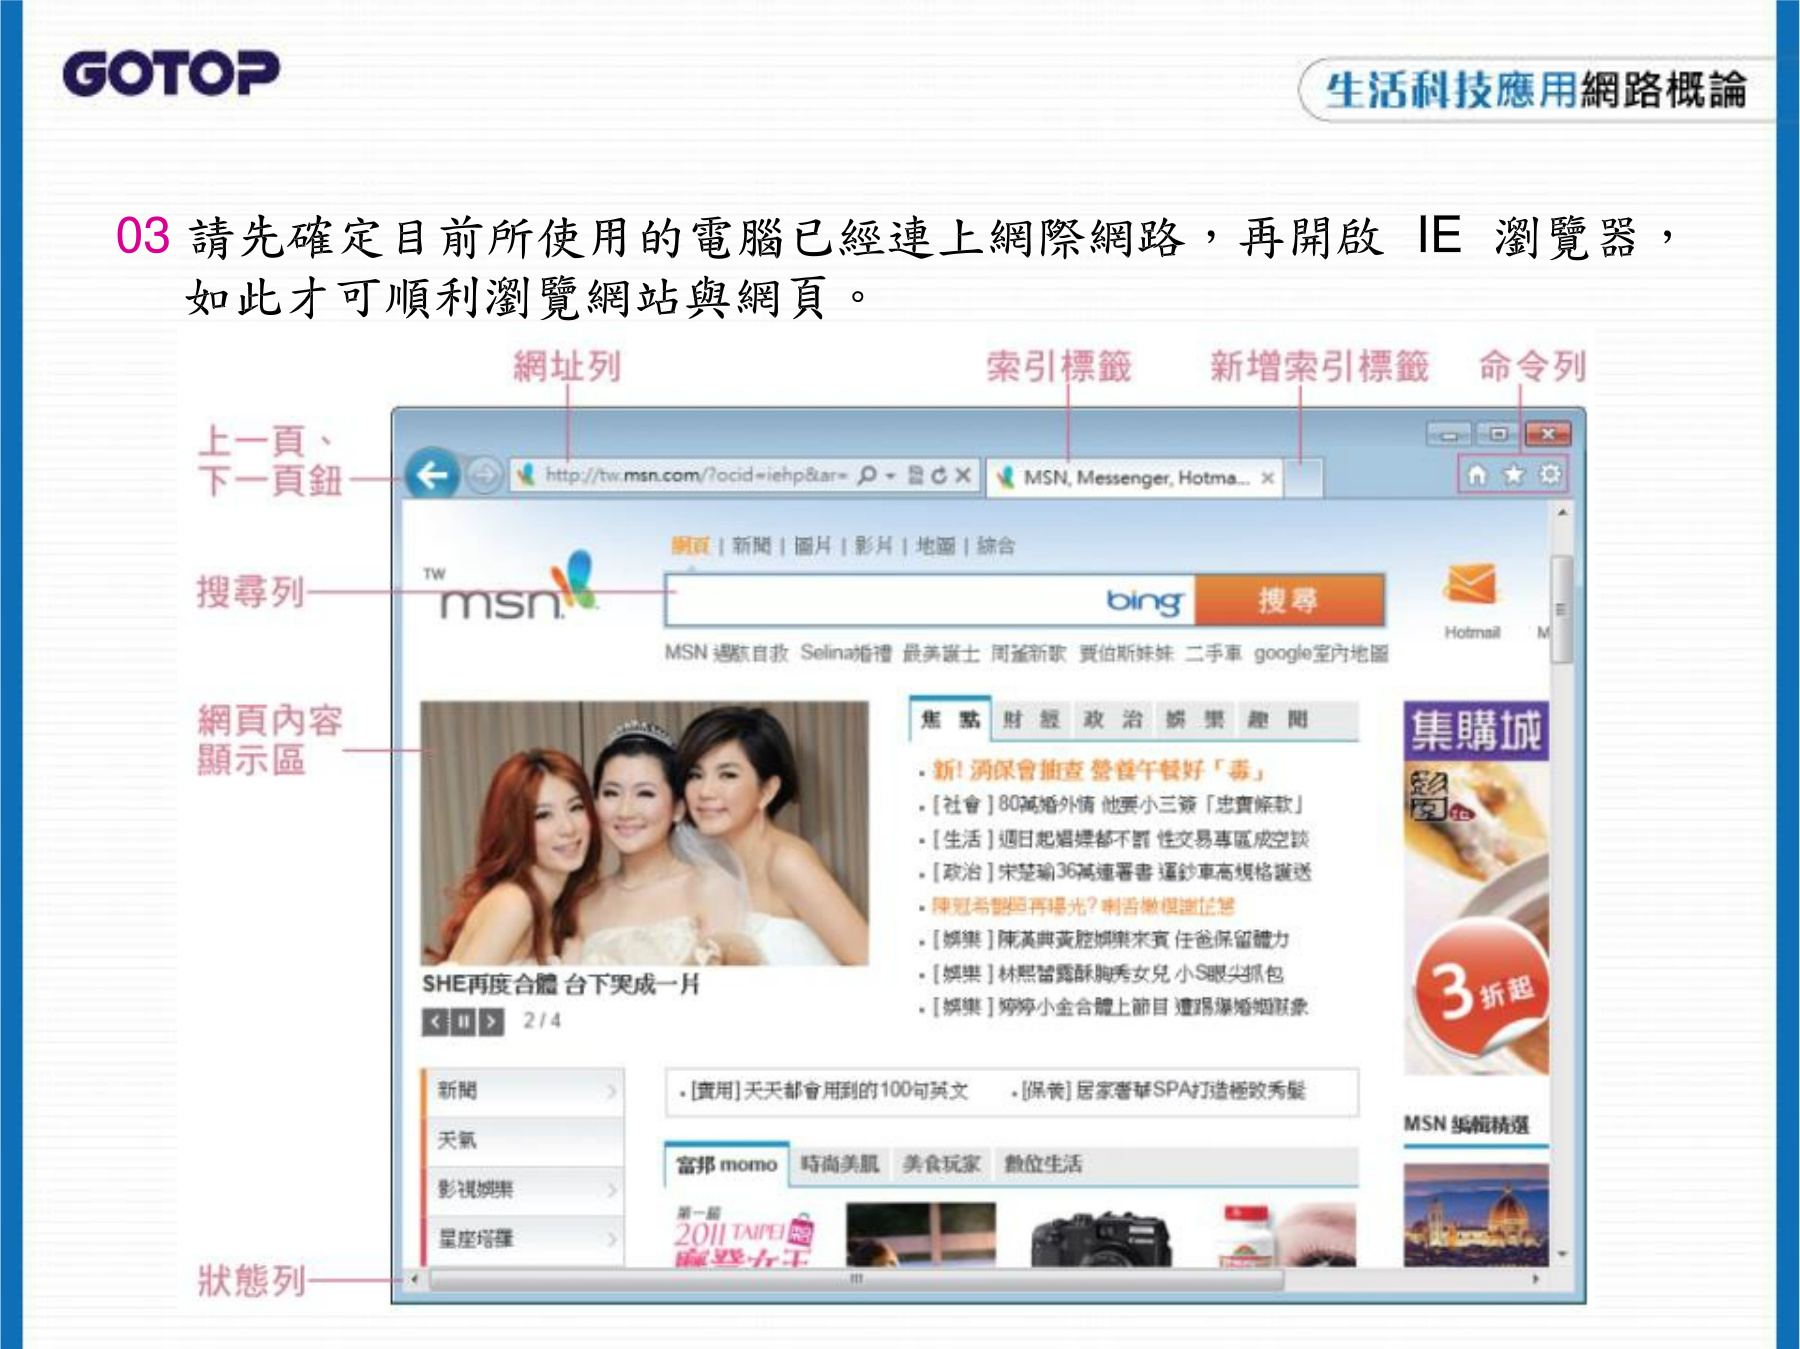 GOTOP
生活科技應用網路概論
03 請先確定目前所使用的電腦已經連上網際網路，再開啟 IE 瀏覽器，
如此才可順利瀏覽網站與網頁。
網址列
索引標籤
新增索引標籤
命令列
上一頁、
下一頁鈕
http://tw.msn.com/?ocid=iehp&ar=
MSN, Messenger, Hotma...
網頁 | 新聞 | 圖片 | 影片 | 地圖 | 綜合
搜尋列
TW
msn
bing
搜尋
Hotmail
M
MSN 自救 Selina婚禮 最美護士 新歌 賈伯斯妹妹 二手車 google室內地圖
網頁內容
顯示區
焦點 財經 政治 娛樂 趣聞
集購城
新! 消保會抽查 營養午餐好「毒」
[社會] 80萬婚外情 他要小三簽「忠實條款」
[生活] 週日起娼嫖都不罰 性交易專區成空談
[政治] 宋楚瑜36萬連署書 運鈔車高規格護送
陳冠希艷照再曝光?
[娛樂] 陳漢典黃腔娛樂來賓 任爸保留體力
[娛樂] 林熙蕾露酥胸秀女兒 小S眼尖抓包
[娛樂] 婷婷小金合體上節目 遭踢爆婚姻假象
3折起
SHE再度合體 台下哭成一片
2 / 4
新聞
天氣
影視娛樂
星座塔羅
[實用] 天天都會用到的100句英文
[保養] 居家奢華SPA打造極致秀髮
MSN 編輯精選
富邦 momo 時尚美肌 美食玩家 數位生活
第一屆
2011 TAIPEI
狀態列